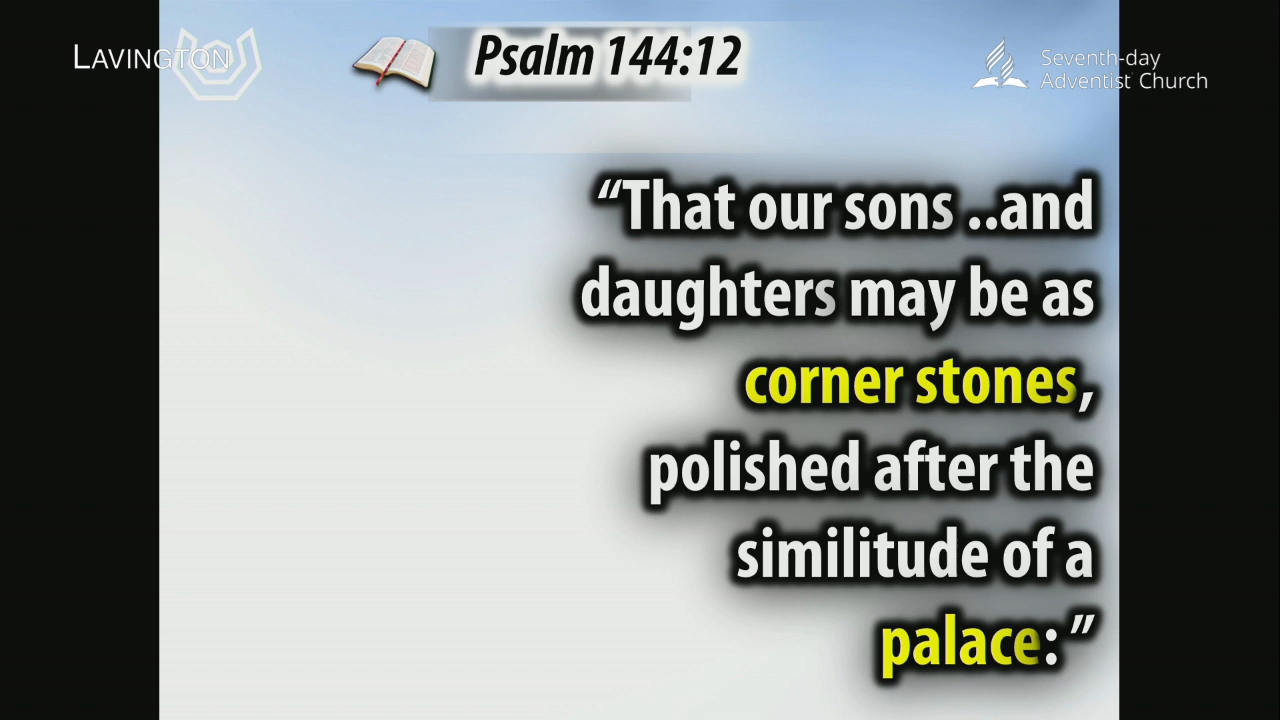 LAVINGTON
Psalm 144:12
Seventh-day
Adventist Church
“That our sons ..and
daughters may be as
corner stones,
polished after the
similitude of a
palace: ”